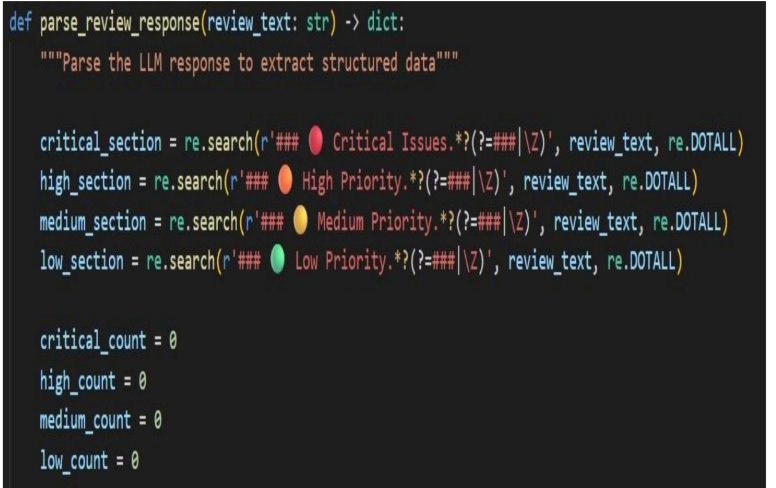 def parse_review_response(review_text: str) -> dict:
"""Parse the LLM response to extract structured data"""
critical_section = re.search(r'### 🔴 Critical Issues.*?(?=###|\Z)', review_text, re.DOTALL)
high_section = re.search(r'### 🟠 High Priority.*?(?=###|\Z)', review_text, re.DOTALL)
medium_section = re.search(r'### 🟡 Medium Priority.*?(?=###|\Z)', review_text, re.DOTALL)
low_section = re.search(r'### 🟢 Low Priority.*?(?=###|\Z)', review_text, re.DOTALL)
critical_count = 0
high_count = 0
medium_count = 0
low_count = 0